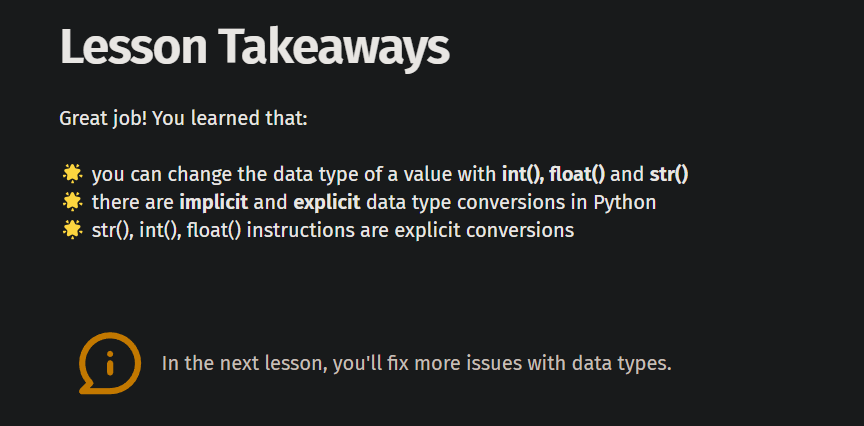 Lesson Takeaways
Great job! You learned that:
🌟 you can change the data type of a value with int(), float() and str()
🌟 there are implicit and explicit data type conversions in Python
🌟 str(), int(), float() instructions are explicit conversions
In the next lesson, you'll fix more issues with data types.